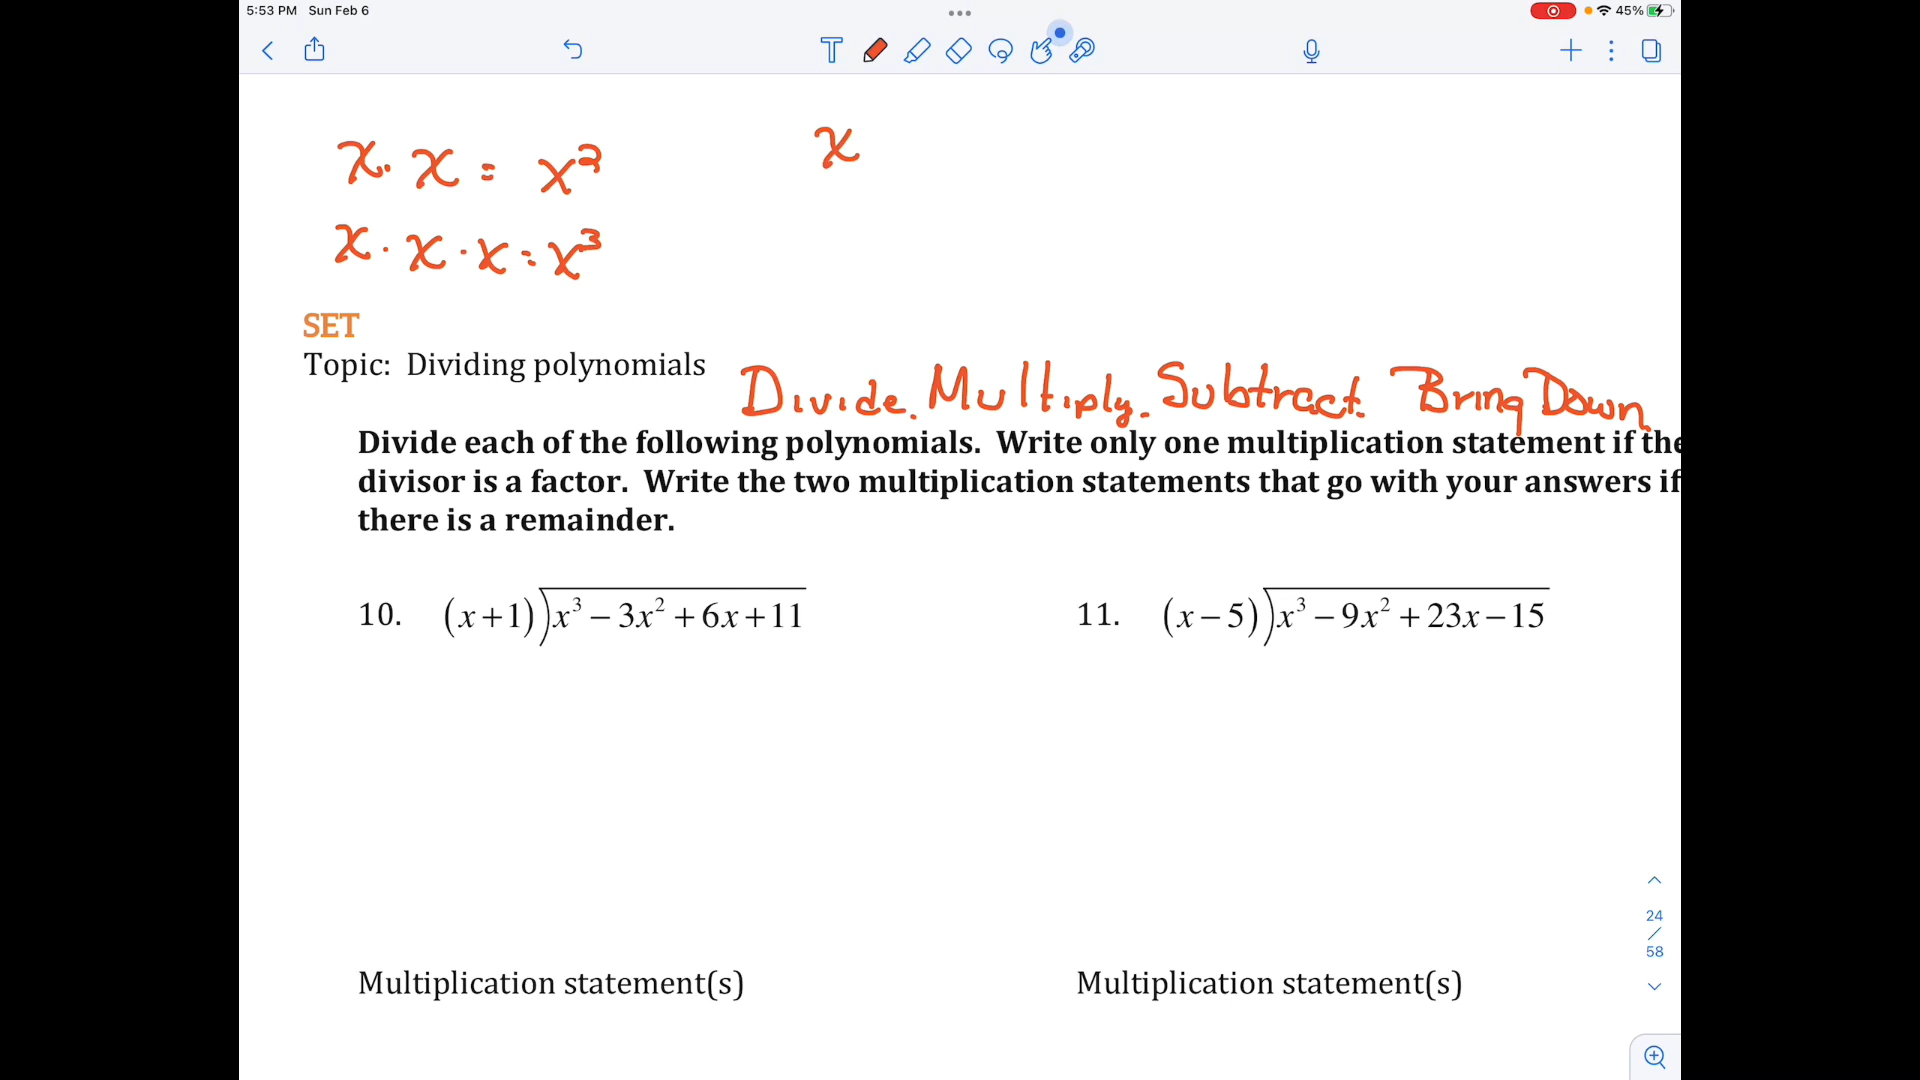 5:53 PM Sun Feb 6
45%
x · x = x²
x
x · x · x = x³
SET
Topic: Dividing polynomials
Divide. Multiply. Subtract. Bring Down.
Divide each of the following polynomials. Write only one multiplication statement if the
divisor is a factor. Write the two multiplication statements that go with your answers if
there is a remainder.
10. (x+1))x³ − 3x² + 6x + 11
11. (x − 5))x³ − 9x² + 23x − 15
24
/
58
Multiplication statement(s)
Multiplication statement(s)